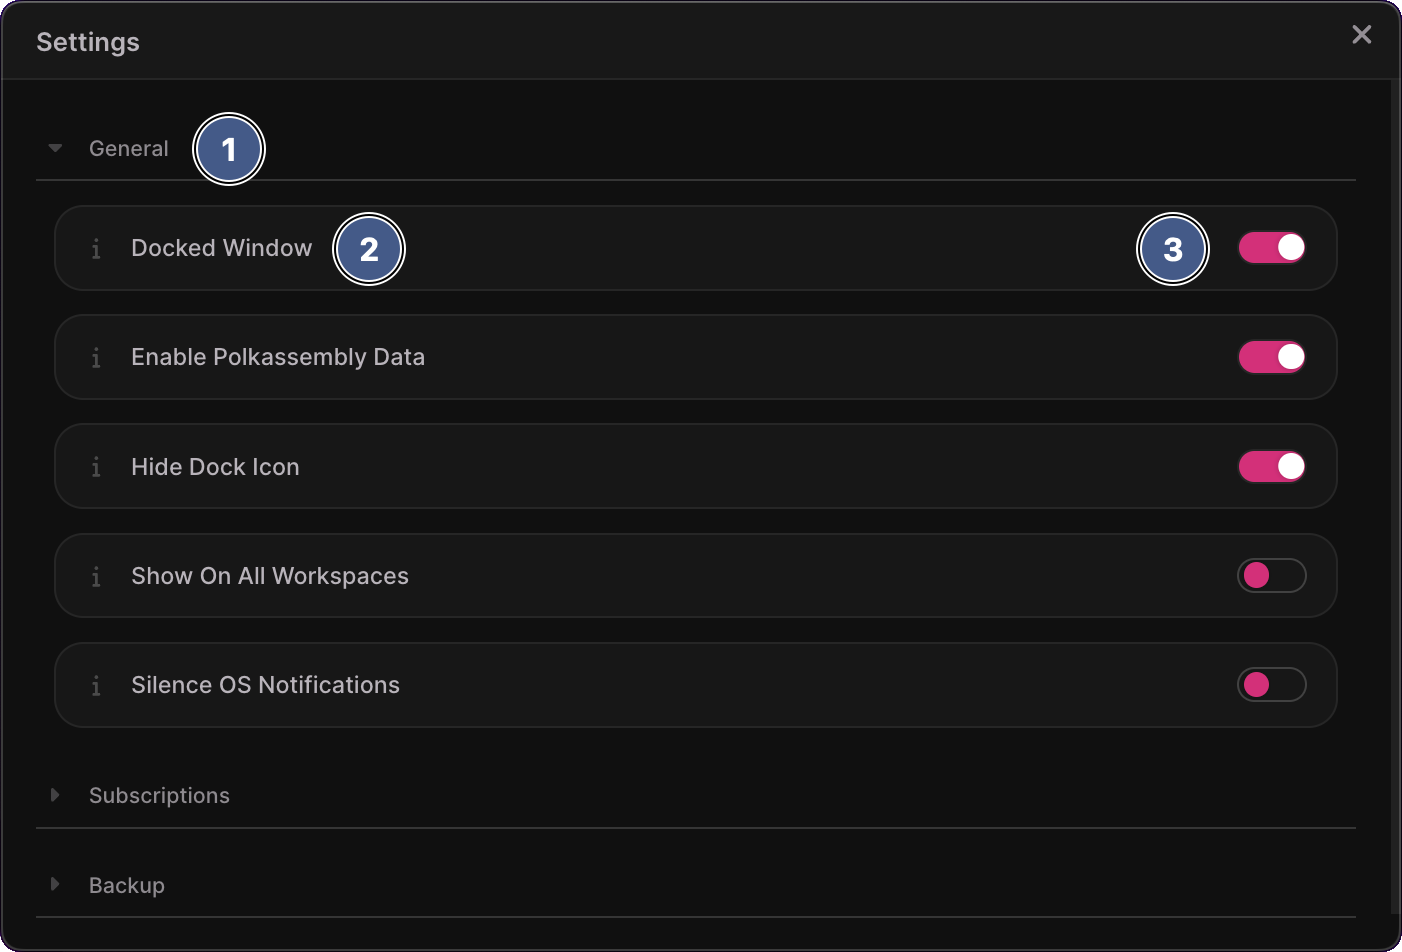 Settings
General 1
Docked Window 2 3
Enable Polkassembly Data
Hide Dock Icon
Show On All Workspaces
Silence OS Notifications
Subscriptions
Backup